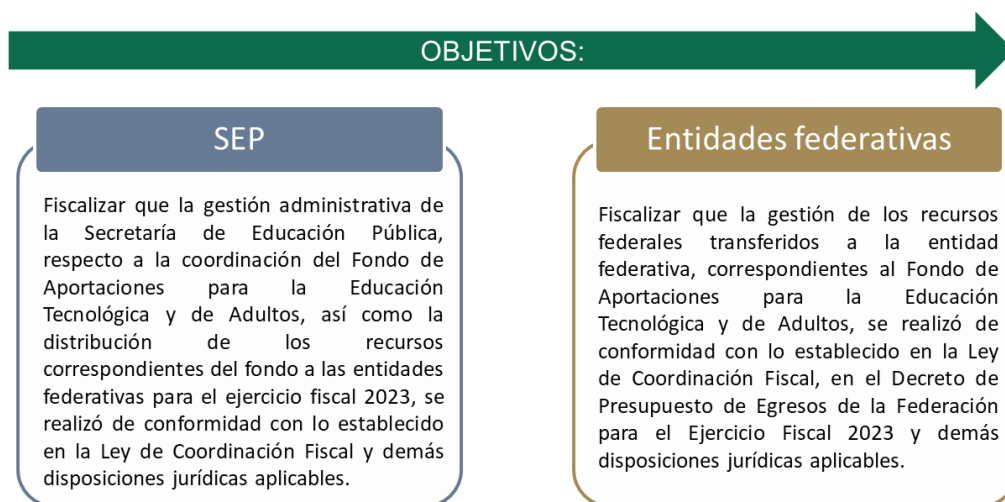 OBJETIVOS:
SEP
Fiscalizar que la gestión administrativa de
la Secretaría de Educación Pública,
respecto a la coordinación del Fondo de
Aportaciones para la Educación
Tecnológica y de Adultos, así como la
distribución de los recursos
correspondientes del fondo a las entidades
federativas para el ejercicio fiscal 2023, se
realizó de conformidad con lo establecido
en la Ley de Coordinación Fiscal y demás
disposiciones jurídicas aplicables.
Entidades federativas
Fiscalizar que la gestión de los recursos
federales transferidos a la entidad
federativa, correspondientes al Fondo de
Aportaciones para la Educación
Tecnológica y de Adultos, se realizó de
conformidad con lo establecido en la Ley
de Coordinación Fiscal, en el Decreto de
Presupuesto de Egresos de la Federación
para el Ejercicio Fiscal 2023 y demás
disposiciones jurídicas aplicables.